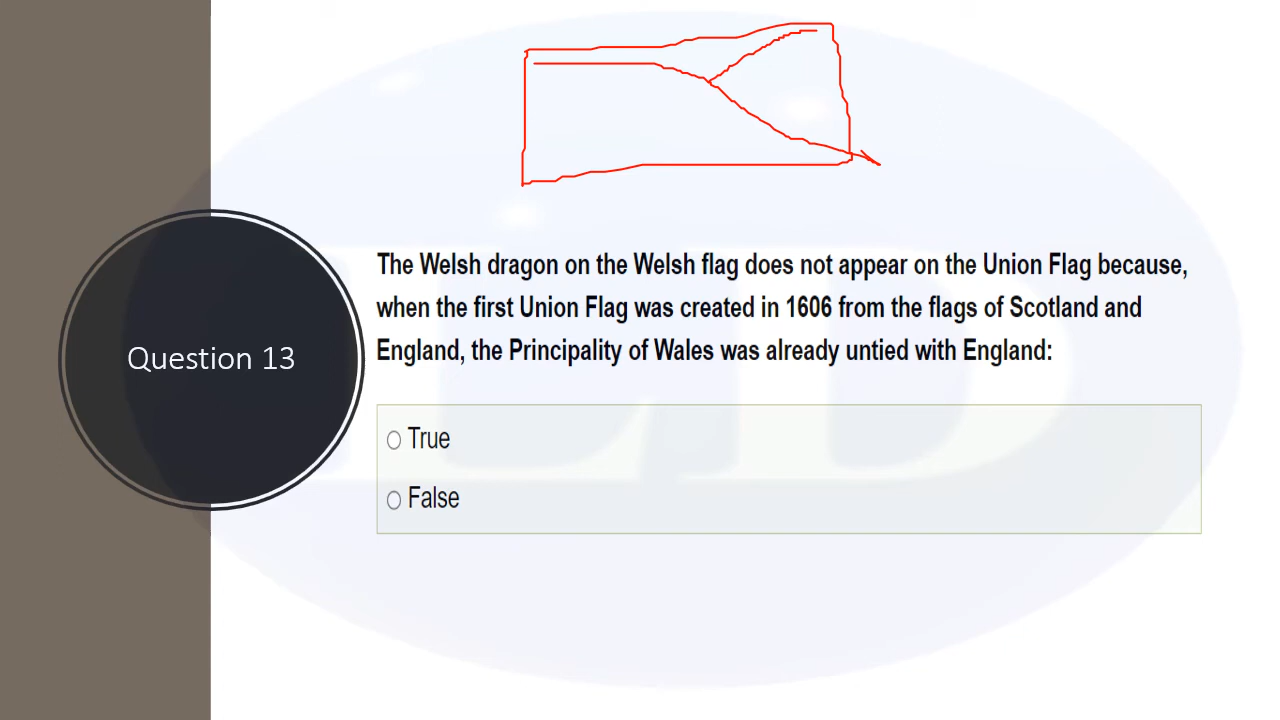 The Welsh dragon on the Welsh flag does not appear on the Union Flag because,
when the first Union Flag was created in 1606 from the flags of Scotland and
England, the Principality of Wales was already untied with England:
Question 13
True
False